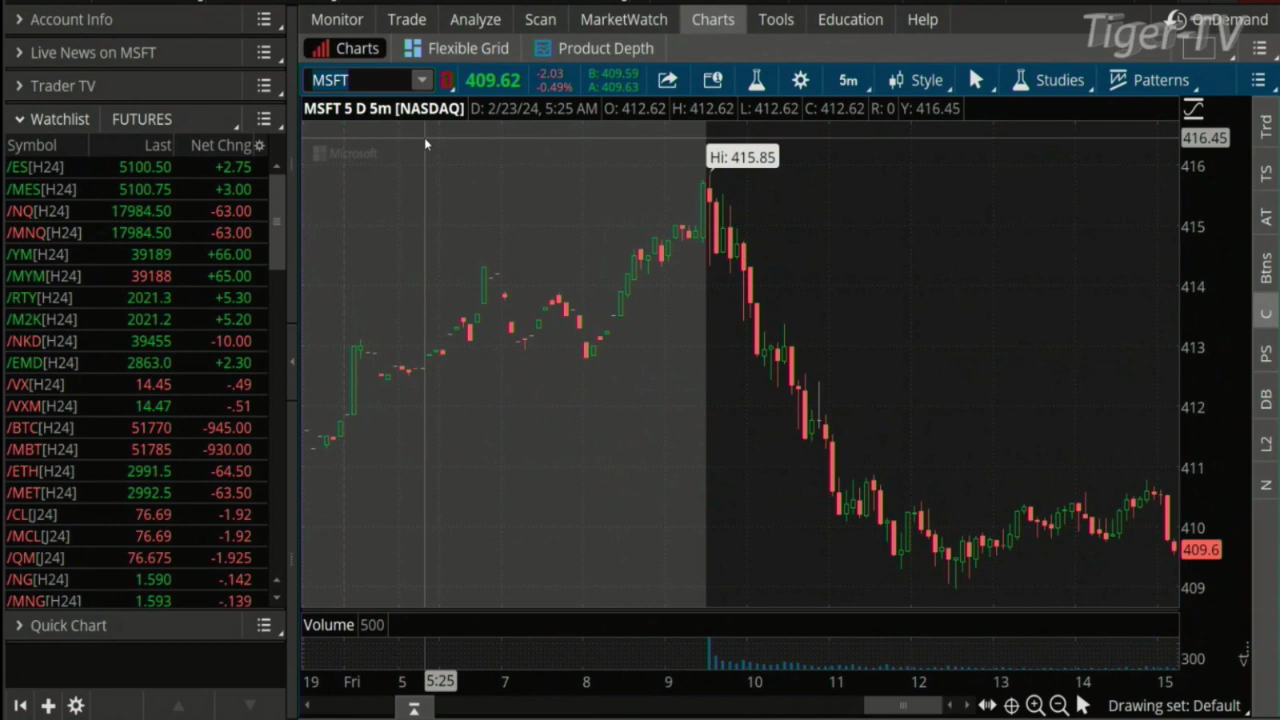 Account Info
Live News on MSFT
Trader TV
Watchlist FUTURES
Symbol Last Net Chng
/ES[H24] 5100.50 +2.75
/MES[H24] 5100.75 +3.00
/NQ[H24] 17984.50 -63.00
/MNQ[H24] 17984.50 -63.00
/YM[H24] 39189 +66.00
/MYM[H24] 39188 +65.00
/RTY[H24] 2021.3 +5.30
/M2K[H24] 2021.2 +5.20
/NKD[H24] 39455 -10.00
/EMD[H24] 2863.0 +2.30
/VX[H24] 14.45 -.49
/VXM[H24] 14.47 -.51
/BTC[H24] 51770 -945.00
/MBT[H24] 51785 -930.00
/ETH[H24] 2991.5 -64.50
/MET[H24] 2992.5 -63.50
/CL[J24] 76.69 -1.92
/MCL[J24] 76.69 -1.92
/QM[J24] 76.675 -1.925
/NG[H24] 1.590 -.142
/MNG[H24] 1.593 -.139
Quick Chart
Monitor Trade Analyze Scan MarketWatch Charts Tools Education Help
OnDemand
Tiger-TV
Charts Flexible Grid Product Depth
MSFT 409.62 -2.03 -0.49% B: 409.59 A: 409.63 5m Style Studies Patterns
MSFT 5 D 5m [NASDAQ] D: 2/23/24, 5:25 AM O: 412.62 H: 412.62 L: 412.62 C: 412.62 R: 0 Y: 416.45
Microsoft
Hi: 415.85
416.45
416
415
414
413
412
411
410
409.6
409
Volume 500
300
19 Fri 5 5:25 7 8 9 10 11 12 13 14 15
Drawing set: Default
Trd
TS
AT
Btns
C
PS
DB
L2
N